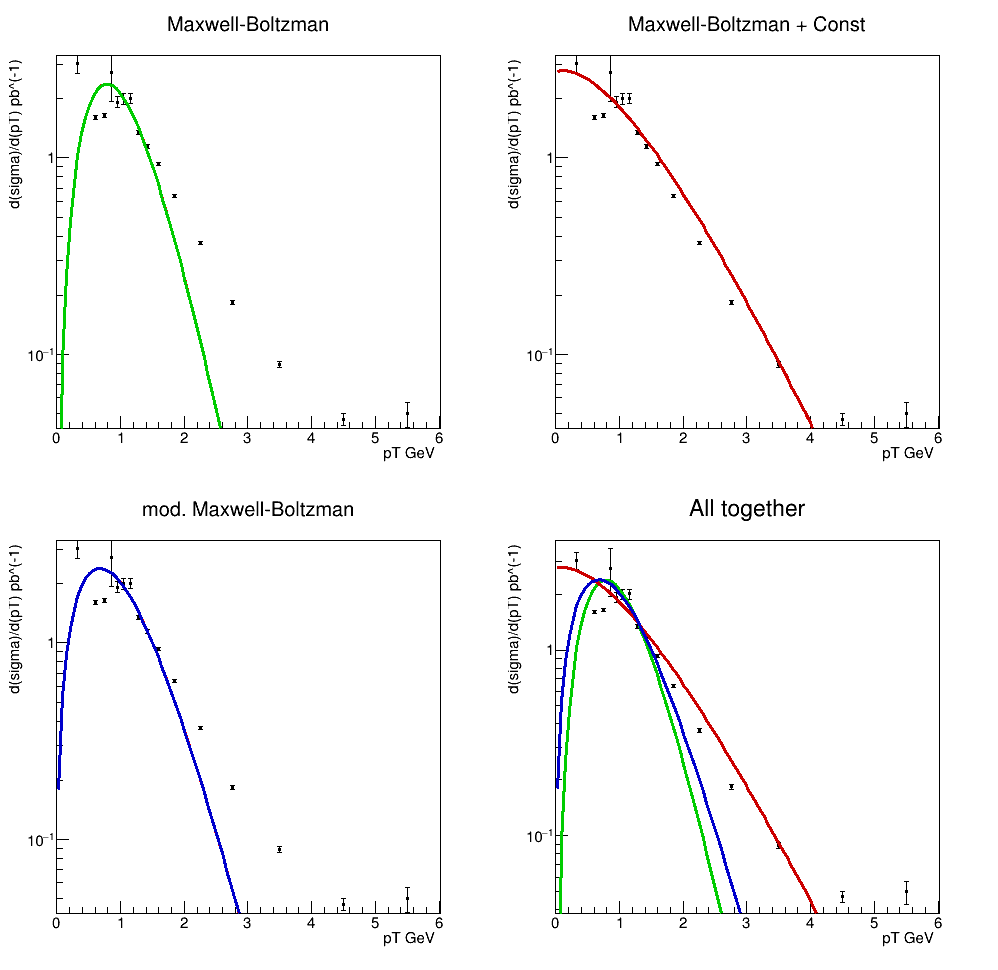 Maxwell-Boltzman
d(sigma)/d(pT) pb^(-1)
1
10⁻¹
0 1 2 3 4 5 6
pT GeV
Maxwell-Boltzman + Const
d(sigma)/d(pT) pb^(-1)
1
10⁻¹
0 1 2 3 4 5 6
pT GeV
mod. Maxwell-Boltzman
d(sigma)/d(pT) pb^(-1)
1
10⁻¹
0 1 2 3 4 5 6
pT GeV
All together
d(sigma)/d(pT) pb^(-1)
1
10⁻¹
0 1 2 3 4 5 6
pT GeV